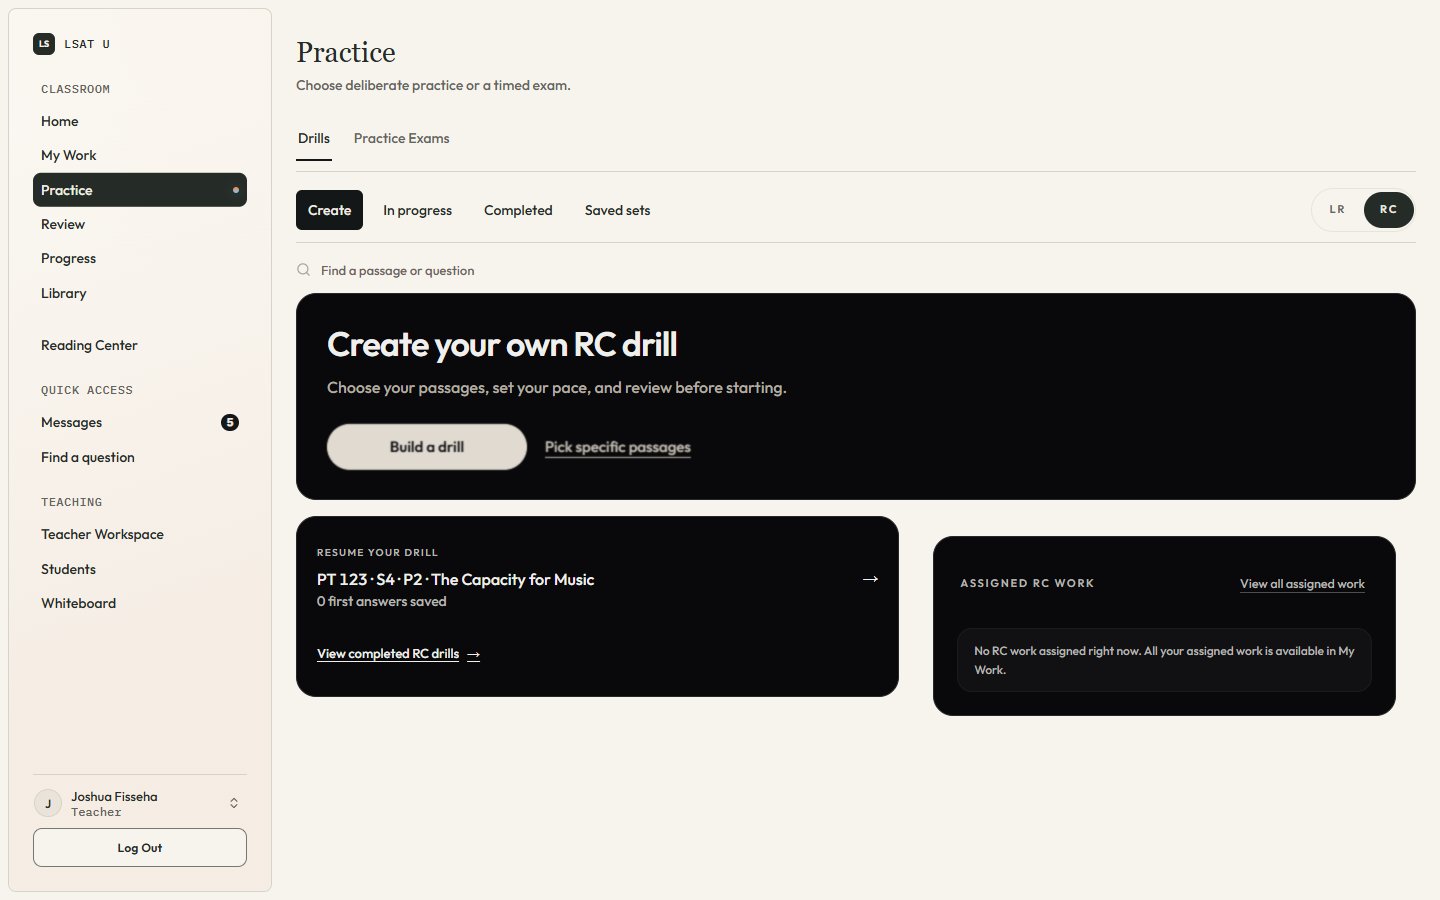 LS LSAT U
CLASSROOM
Home
My Work
Practice
Review
Progress
Library
Reading Center
QUICK ACCESS
Messages 5
Find a question
TEACHING
Teacher Workspace
Students
Whiteboard
J Joshua Fisseha
Teacher
Log Out
Practice
Choose deliberate practice or a timed exam.
Drills Practice Exams
Create In progress Completed Saved sets LR RC
Find a passage or question
Create your own RC drill
Choose your passages, set your pace, and review before starting.
Build a drill Pick specific passages
RESUME YOUR DRILL
PT 123 · S4 · P2 · The Capacity for Music →
0 first answers saved
View completed RC drills →
ASSIGNED RC WORK View all assigned work
No RC work assigned right now. All your assigned work is available in My
Work.